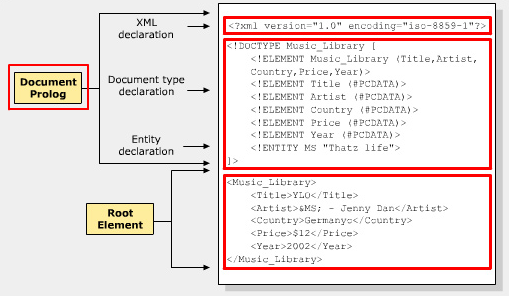 XML
declaration
<?xml version="1.0" encoding="iso-8859-1"?>
<!DOCTYPE Music_Library [
<!ELEMENT Music_Library (Title,Artist,
Country,Price,Year)>
Document Prolog
Document type
declaration
<!ELEMENT Title (#PCDATA)>
<!ELEMENT Artist (#PCDATA)>
<!ELEMENT Country (#PCDATA)>
<!ELEMENT Price (#PCDATA)>
<!ELEMENT Year (#PCDATA)>
Entity
declaration
<!ENTITY MS "Thatz life">
]>
Root
Element
<Music_Library>
<Title>YLO</Title>
<Artist>&MS; - Jenny Dan</Artist>
<Country>Germanyo</Country>
<Price>$12</Price>
<Year>2002</Year>
</Music_Library>